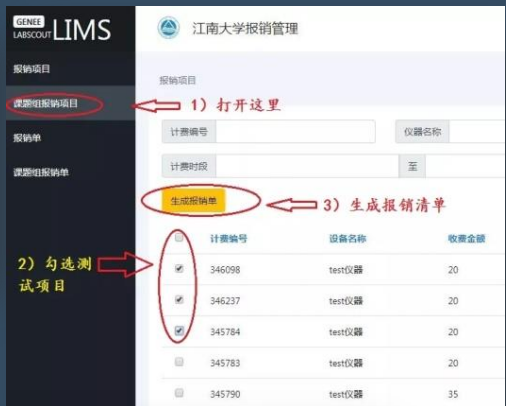 GENEE
LABSCOUT LIMS
江南大学报销管理
报销项目
课题组报销项目
报销单
课题组报销单
报销项目
1) 打开这里
计费编号
仪器名称
计费时段
至
生成报销单
3) 生成报销清单
计费编号 设备名称 收费金额
2) 勾选测
试项目
346098 test仪器 20
346237 test仪器 20
345784 test仪器 20
345783 test仪器 20
345790 test仪器 35